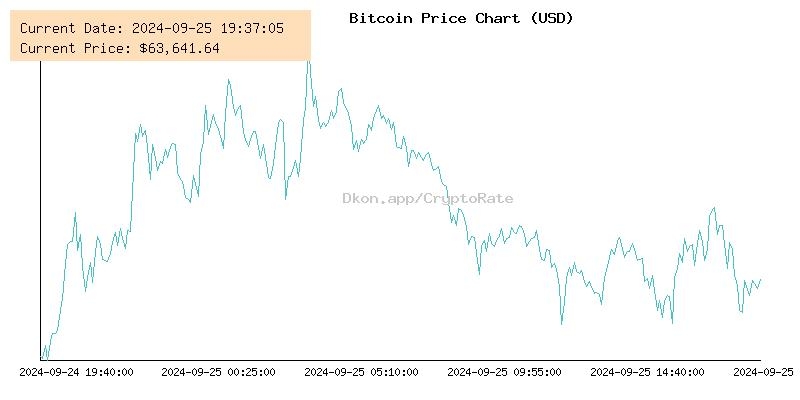 Bitcoin Price Chart (USD)
Current Date: 2024-09-25 19:37:05
Current Price: $63,641.64
Dkon.app/CryptoRate
2024-09-24 19:40:00 2024-09-25 00:25:00 2024-09-25 05:10:00 2024-09-25 09:55:00 2024-09-25 14:40:00 2024-09-25